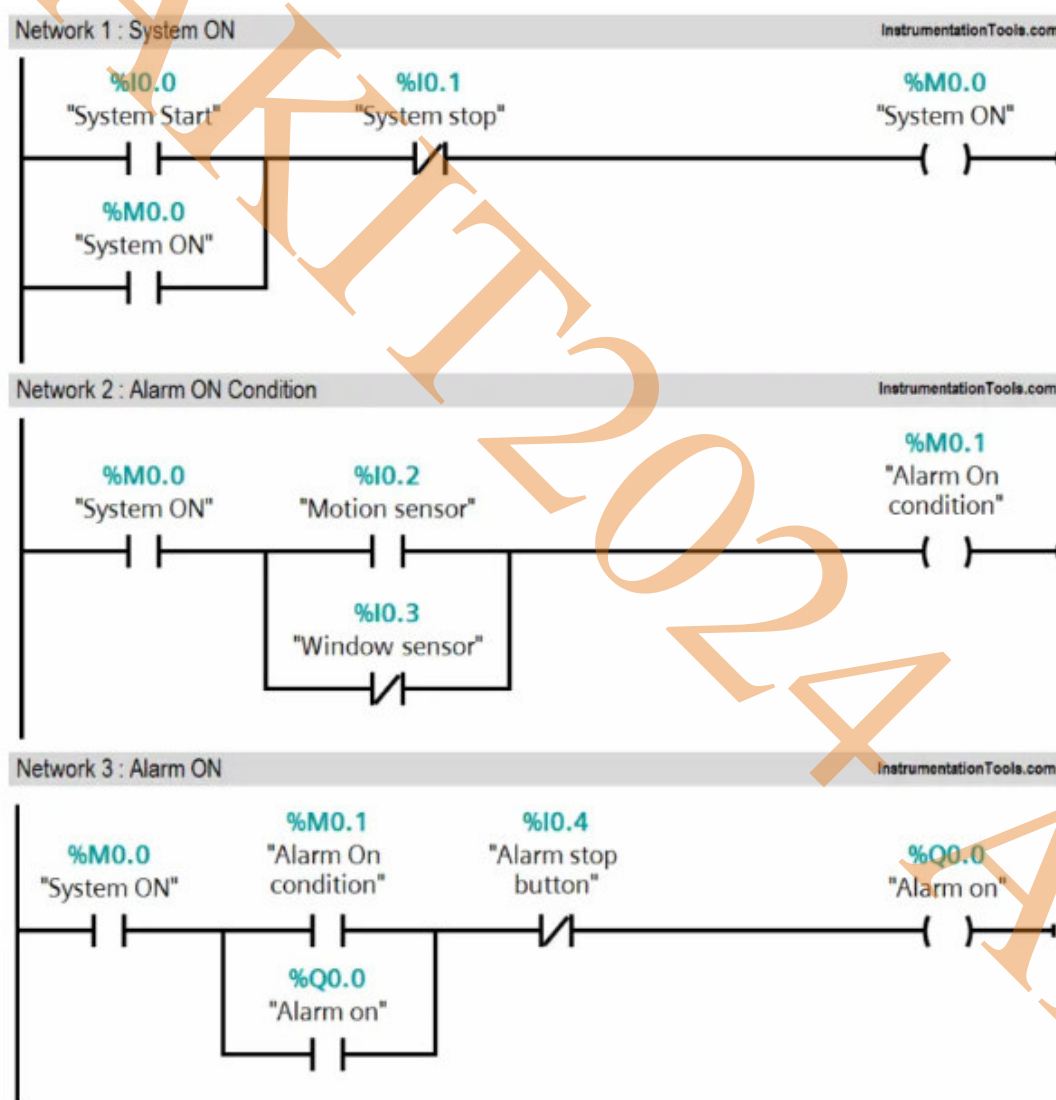 Network 1 : System ON
InstrumentationTools.com
%I0.0
"System Start"
%I0.1
"System stop"
%M0.0
"System ON"
%M0.0
"System ON"
Network 2 : Alarm ON Condition
InstrumentationTools.com
%M0.0
"System ON"
%I0.2
"Motion sensor"
%M0.1
"Alarm On
condition"
%I0.3
"Window sensor"
Network 3 : Alarm ON
InstrumentationTools.com
%M0.0
"System ON"
%M0.1
"Alarm On
condition"
%I0.4
"Alarm stop
button"
%Q0.0
"Alarm on"
%Q0.0
"Alarm on"
AKIT2024